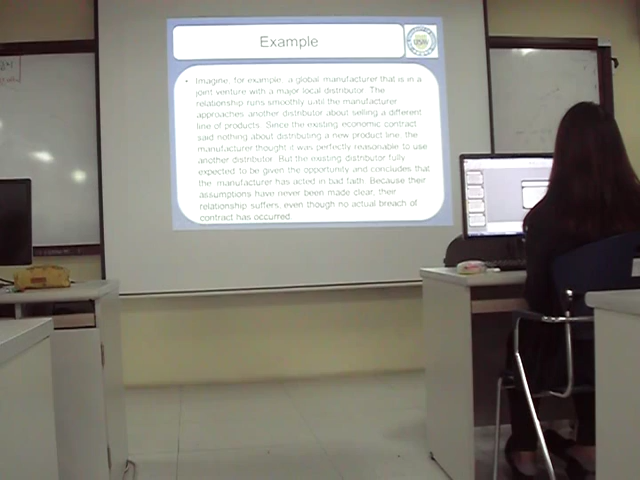 Example
• Imagine, for example, a global manufacturer that is in a
joint venture with a major local distributor. The
relationship runs smoothly until the manufacturer
approaches another distributor about selling a different
line of products. Since the existing economic contract
said nothing about distributing a new product line, the
manufacturer thought it was perfectly reasonable to use
another distributor. But the existing distributor fully
expected to be given the opportunity and concludes that
the manufacturer has acted in bad faith. Because their
assumptions have never been made clear, their
relationship suffers, even though no actual breach of
contract has occurred.